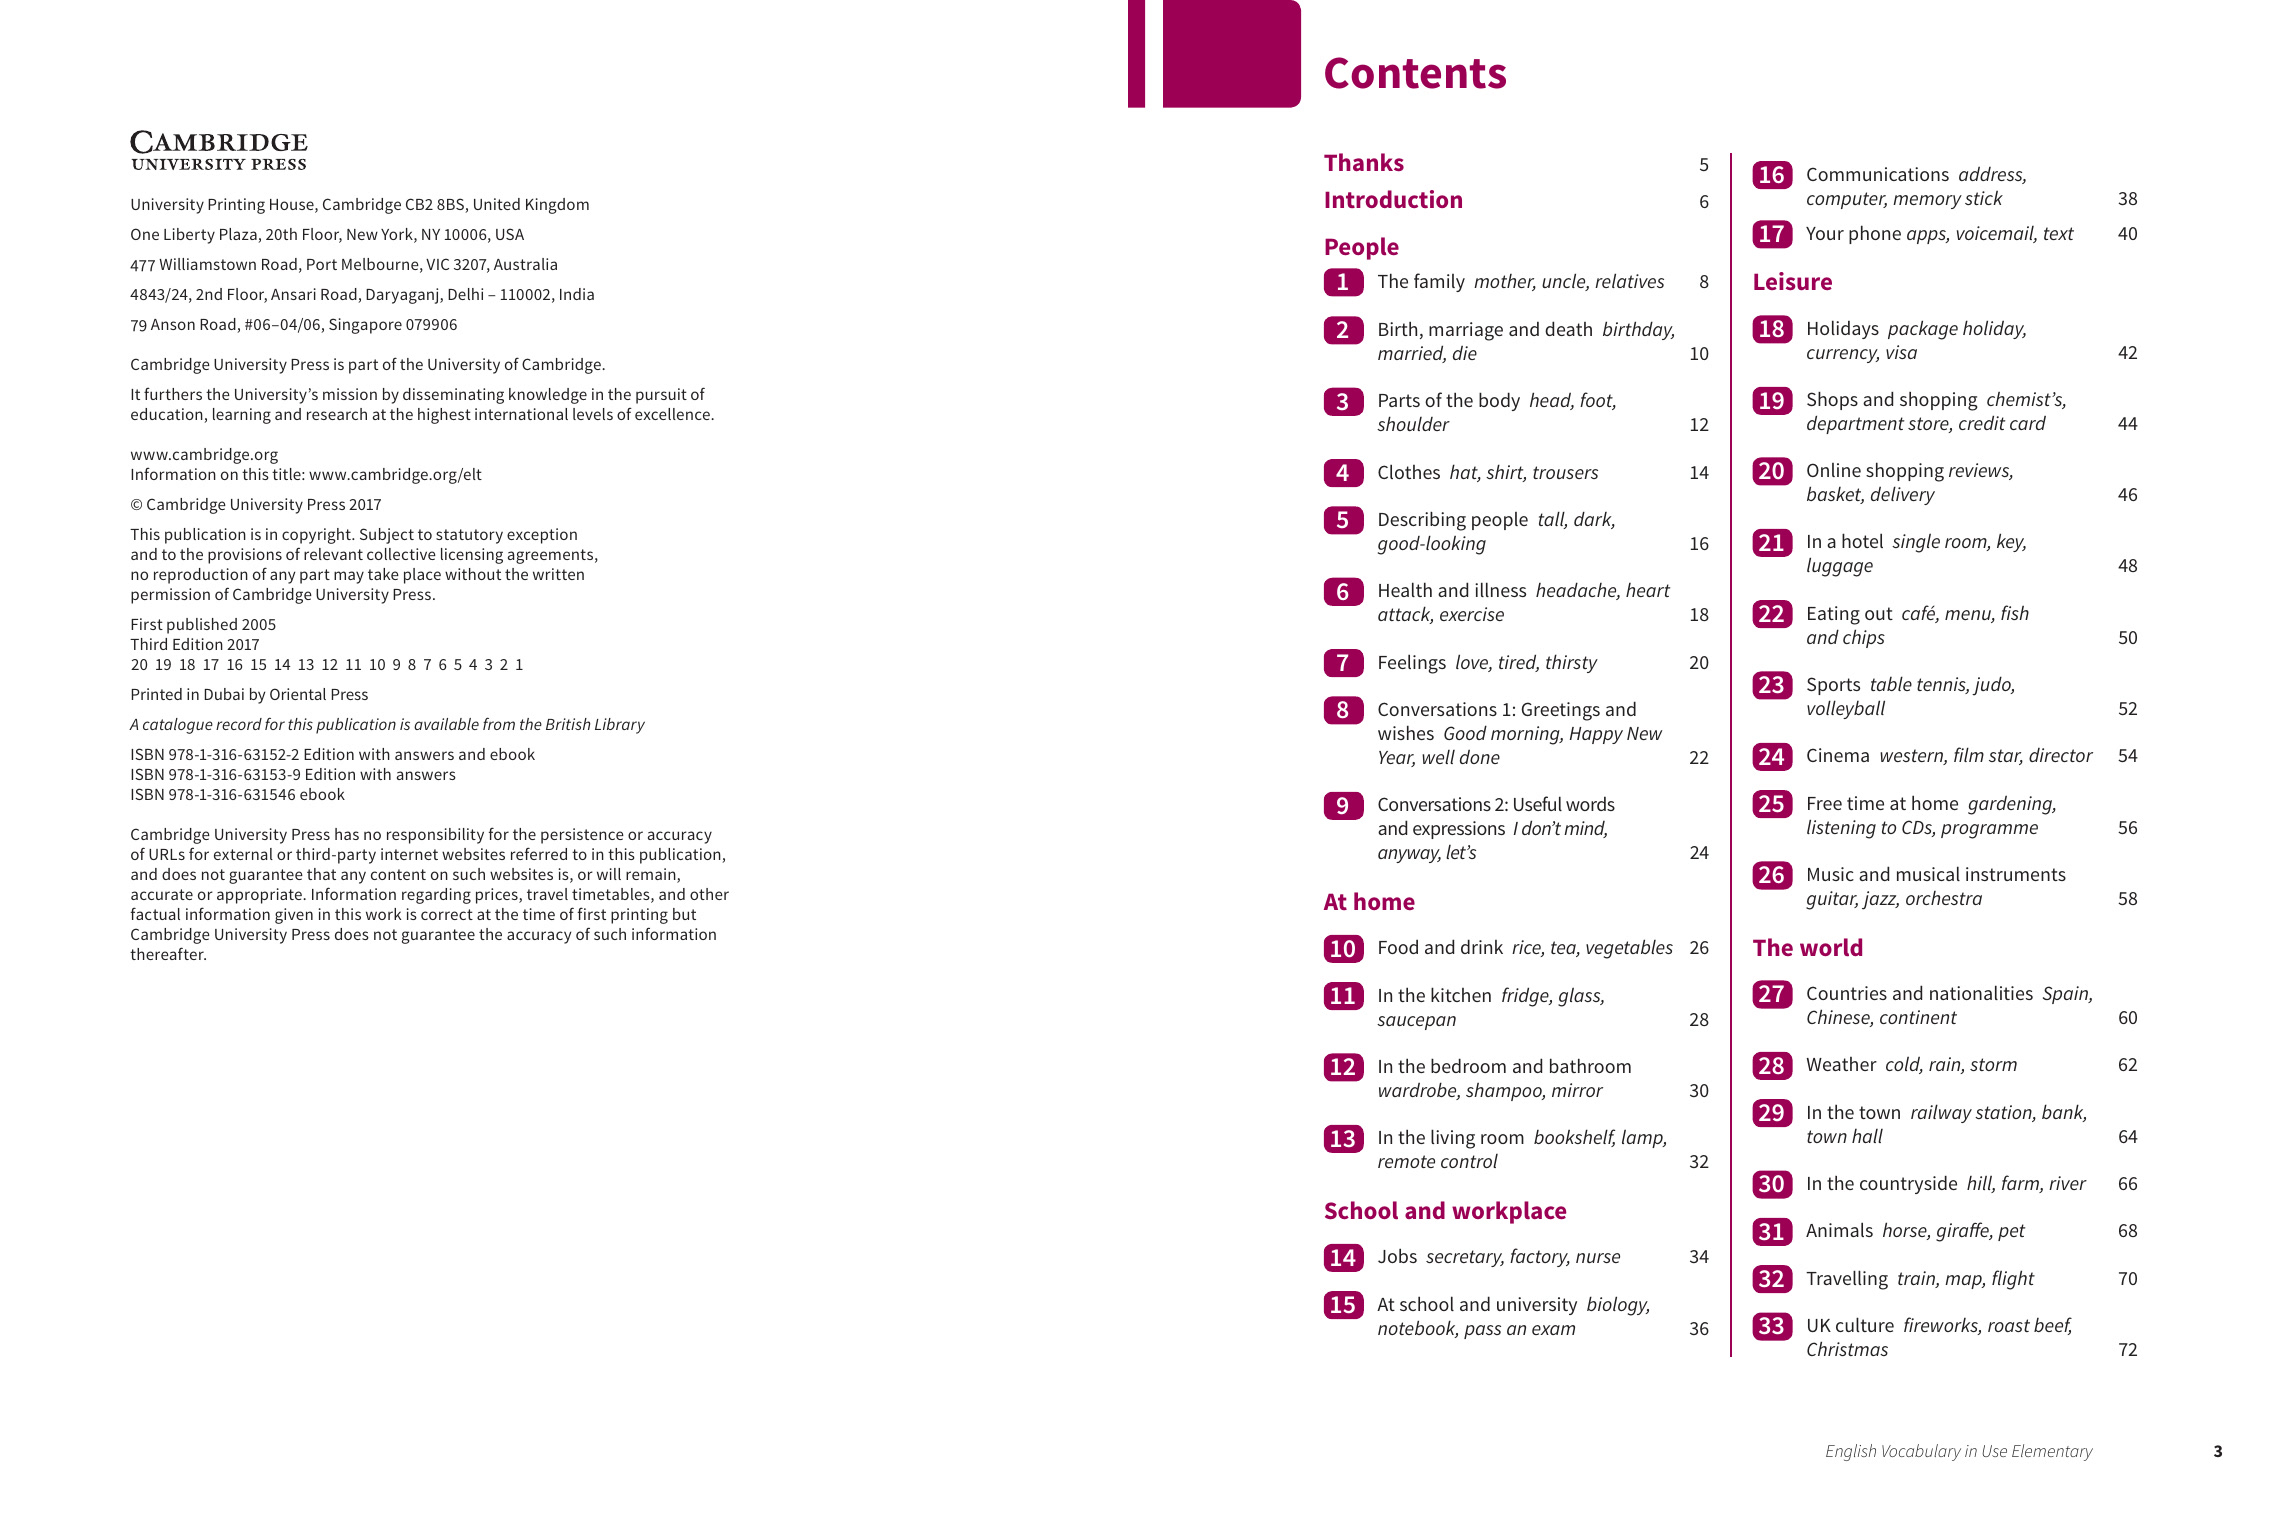 CAMBRIDGE
UNIVERSITY PRESS
University Printing House, Cambridge CB2 8BS, United Kingdom
One Liberty Plaza, 20th Floor, New York, NY 10006, USA
477 Williamstown Road, Port Melbourne, VIC 3207, Australia
4843/24, 2nd Floor, Ansari Road, Daryaganj, Delhi – 110002, India
79 Anson Road, #06–04/06, Singapore 079906
Cambridge University Press is part of the University of Cambridge.
It furthers the University’s mission by disseminating knowledge in the pursuit of
education, learning and research at the highest international levels of excellence.
www.cambridge.org
Information on this title: www.cambridge.org/elt
© Cambridge University Press 2017
This publication is in copyright. Subject to statutory exception
and to the provisions of relevant collective licensing agreements,
no reproduction of any part may take place without the written
permission of Cambridge University Press.
First published 2005
Third Edition 2017
20 19 18 17 16 15 14 13 12 11 10 9 8 7 6 5 4 3 2 1
Printed in Dubai by Oriental Press
A catalogue record for this publication is available from the British Library
ISBN 978-1-316-63152-2 Edition with answers and ebook
ISBN 978-1-316-63153-9 Edition with answers
ISBN 978-1-316-631546 ebook
Cambridge University Press has no responsibility for the persistence or accuracy
of URLs for external or third-party internet websites referred to in this publication,
and does not guarantee that any content on such websites is, or will remain,
accurate or appropriate. Information regarding prices, travel timetables, and other
factual information given in this work is correct at the time of first printing but
Cambridge University Press does not guarantee the accuracy of such information
thereafter.
Contents
Thanks 5
Introduction 6
People
1 The family mother, uncle, relatives 8
2 Birth, marriage and death birthday,
married, die 10
3 Parts of the body head, foot,
shoulder 12
4 Clothes hat, shirt, trousers 14
5 Describing people tall, dark,
good-looking 16
6 Health and illness headache, heart
attack, exercise 18
7 Feelings love, tired, thirsty 20
8 Conversations 1: Greetings and
wishes Good morning, Happy New
Year, well done 22
9 Conversations 2: Useful words
and expressions I don’t mind,
anyway, let’s 24
At home
10 Food and drink rice, tea, vegetables 26
11 In the kitchen fridge, glass,
saucepan 28
12 In the bedroom and bathroom
wardrobe, shampoo, mirror 30
13 In the living room bookshelf, lamp,
remote control 32
School and workplace
14 Jobs secretary, factory, nurse 34
15 At school and university biology,
notebook, pass an exam 36
16 Communications address,
computer, memory stick 38
17 Your phone apps, voicemail, text 40
Leisure
18 Holidays package holiday,
currency, visa 42
19 Shops and shopping chemist’s,
department store, credit card 44
20 Online shopping reviews,
basket, delivery 46
21 In a hotel single room, key,
luggage 48
22 Eating out café, menu, fish
and chips 50
23 Sports table tennis, judo,
volleyball 52
24 Cinema western, film star, director 54
25 Free time at home gardening,
listening to CDs, programme 56
26 Music and musical instruments
guitar, jazz, orchestra 58
The world
27 Countries and nationalities Spain,
Chinese, continent 60
28 Weather cold, rain, storm 62
29 In the town railway station, bank,
town hall 64
30 In the countryside hill, farm, river 66
31 Animals horse, giraffe, pet 68
32 Travelling train, map, flight 70
33 UK culture fireworks, roast beef,
Christmas 72
English Vocabulary in Use Elementary 3